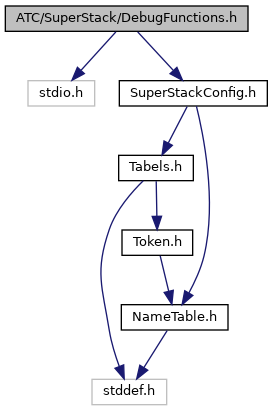 ATC/SuperStack/DebugFunctions.h
stdio.h
SuperStackConfig.h
Tabels.h
Token.h
NameTable.h
stddef.h